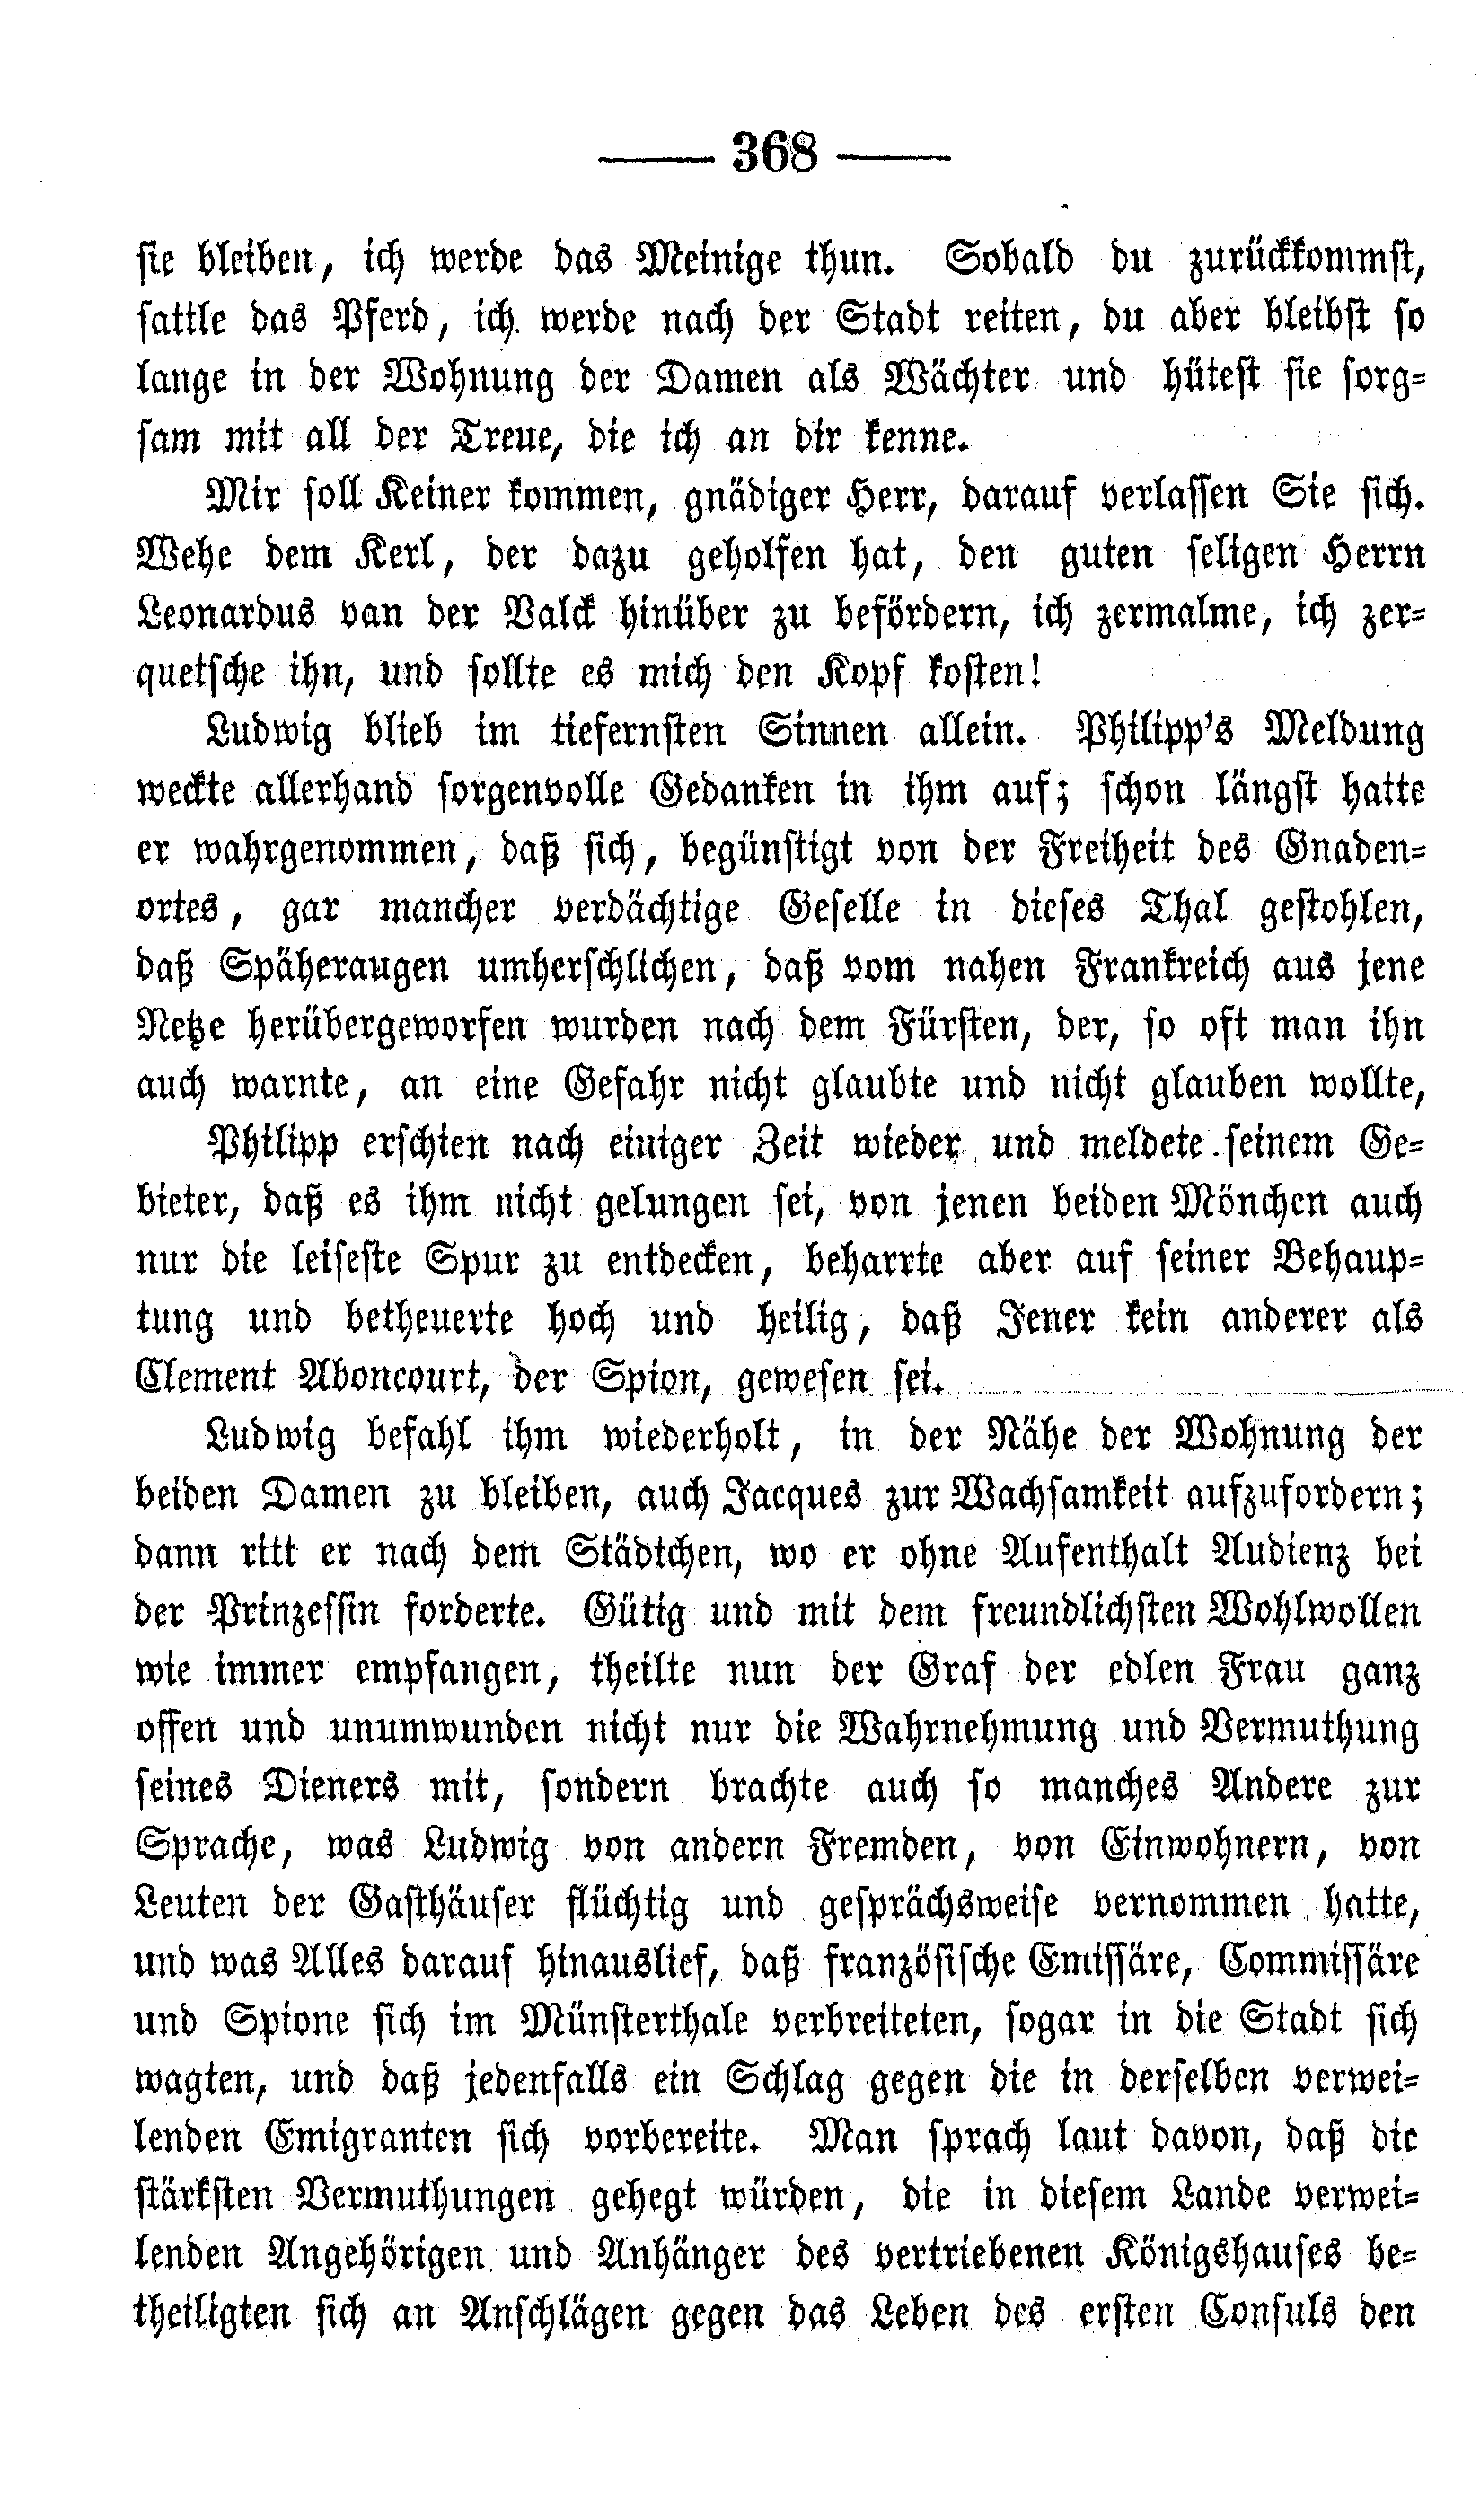 ——— 368 ———
sie bleiben, ich werde das Meinige thun. Sobald du zurückkommst,
sattle das Pferd, ich werde nach der Stadt reiten, du aber bleibst so
lange in der Wohnung der Damen als Wächter und hütest sie sorg-
sam mit all der Treue, die ich an dir kenne.
Mir soll Keiner kommen, gnädiger Herr, darauf verlassen Sie sich.
Wehe dem Kerl, der dazu geholfen hat, den guten seligen Herrn
Leonardus van der Valck hinüber zu befördern, ich zermalme, ich zer-
quetsche ihn, und sollte es mich den Kopf kosten!
Ludwig blieb im tiefernsten Sinnen allein. Philipp's Meldung
weckte allerhand sorgenvolle Gedanken in ihm auf; schon längst hatte
er wahrgenommen, daß sich, begünstigt von der Freiheit des Gnaden-
ortes, gar mancher verdächtige Geselle in dieses Thal gestohlen,
daß Späheraugen umherschlichen, daß vom nahen Frankreich aus jene
Netze herübergeworfen wurden nach dem Fürsten, der, so oft man ihn
auch warnte, an eine Gefahr nicht glaubte und nicht glauben wollte,
Philipp erschien nach einiger Zeit wieder und meldete seinem Ge-
bieter, daß es ihm nicht gelungen sei, von jenen beiden Mönchen auch
nur die leiseste Spur zu entdecken, beharrte aber auf seiner Behaup-
tung und betheuerte hoch und heilig, daß Jener kein anderer als
Clement Aboncourt, der Spion, gewesen sei.
Ludwig befahl ihm wiederholt, in der Nähe der Wohnung der
beiden Damen zu bleiben, auch Jacques zur Wachsamkeit aufzufordern;
dann ritt er nach dem Städtchen, wo er ohne Aufenthalt Audienz bei
der Prinzessin forderte. Gütig und mit dem freundlichsten Wohlwollen
wie immer empfangen, theilte nun der Graf der edlen Frau ganz
offen und unumwunden nicht nur die Wahrnehmung und Vermuthung
seines Dieners mit, sondern brachte auch so manches Andere zur
Sprache, was Ludwig von andern Fremden, von Einwohnern, von
Leuten der Gasthäuser flüchtig und gesprächsweise vernommen hatte,
und was Alles darauf hinauslief, daß französische Emissäre, Commissäre
und Spione sich im Münsterthale verbreiteten, sogar in die Stadt sich
wagten, und daß jedenfalls ein Schlag gegen die in derselben verwei-
lenden Emigranten sich vorbereite. Man sprach laut davon, daß die
stärksten Vermuthungen gehegt würden, die in diesem Lande verwei-
lenden Angehörigen und Anhänger des vertriebenen Königshauses be-
theiligten sich an Anschlägen gegen das Leben des ersten Consuls den